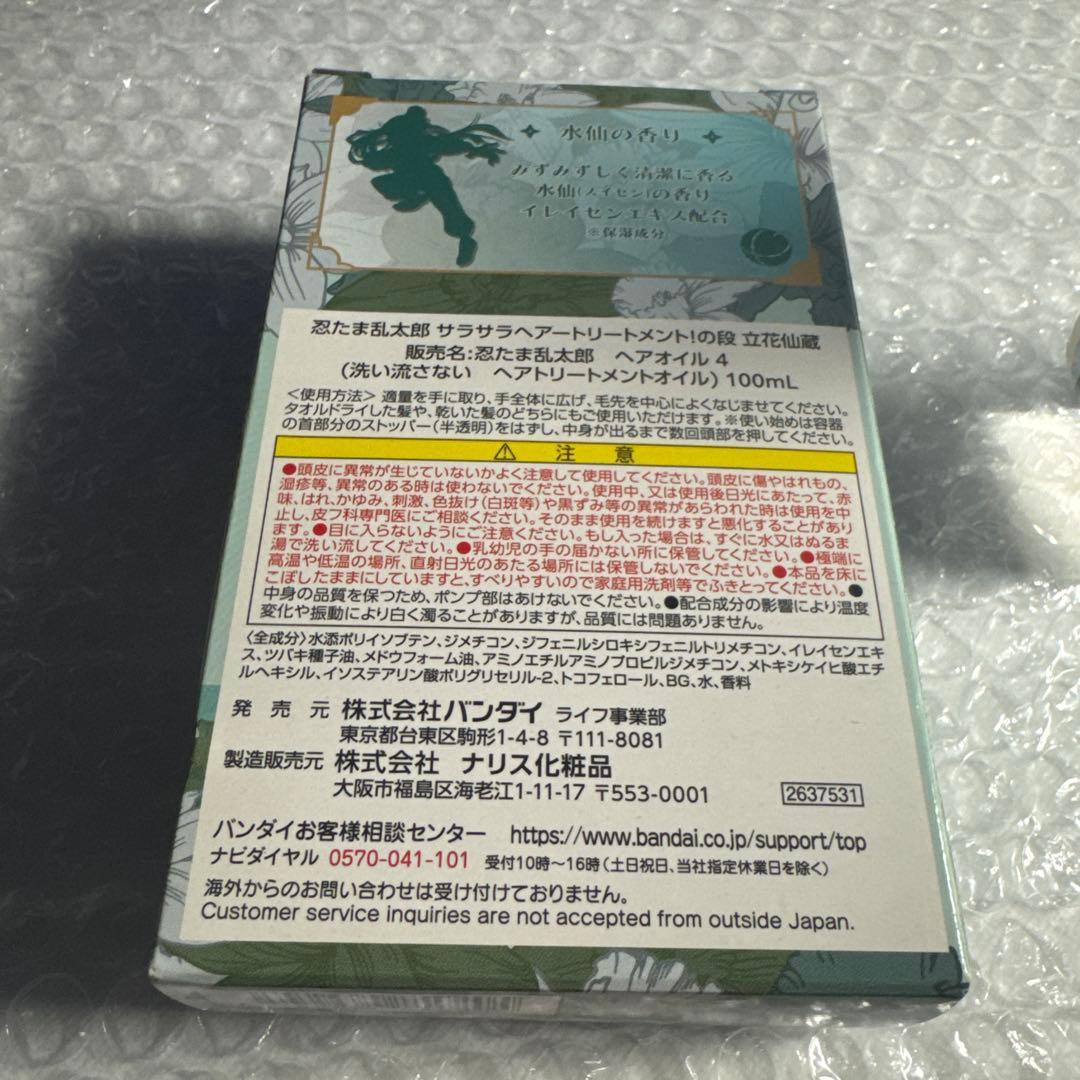 水仙の香り
みずみずしく清潔に香る
水仙(スイセン)の香り
イレイセンエキス配合
※保湿成分
忍たま乱太郎 サラサラヘアートリートメント!の段 立花仙蔵
販売名:忍たま乱太郎 ヘアオイル 4
(洗い流さない ヘアトリートメントオイル) 100mL
<使用方法> 適量を手に取り、手全体に広げ、毛先を中心によくなじませてください。
タオルドライした髪や、乾いた髪のどちらにもご使用いただけます。※使い始めは容器
の首部分のストッパー(半透明)をはずし、中身が出るまで数回頭部を押してください。
⚠ 注 意
●頭皮に異常が生じていないかよく注意して使用してください。頭皮に傷やはれもの、
湿疹等、異常のある時は使わないでください。使用中、又は使用後日光にあたって、赤
味、はれ、かゆみ、刺激、色抜け(白斑等)や黒ずみ等の異常があらわれた時は使用を中
止し、皮フ科専門医にご相談ください。そのまま使用を続けますと悪化することがあり
ます。●目に入らないようにご注意ください。もし入った場合は、すぐに水又はぬるま
湯で洗い流してください。●乳幼児の手の届かない所に保管してください。●極端に
高温や低温の場所、直射日光のあたる場所には保管しないでください。●本品を床に
こぼしたままにしていますと、すべりやすいので家庭用洗剤等でふきとってください。●
中身の品質を保つため、ポンプ部はあけないでください。●配合成分の影響により温度
変化や振動により白く濁ることがありますが、品質には問題ありません。
<全成分>水添ポリイソブテン、ジメチコン、ジフェニルシロキシフェニルトリメチコン、イレイセンエキ
ス、ツバキ種子油、メドウフォーム油、アミノエチルアミノプロピルジメチコン、メトキシケイヒ酸エチ
ルヘキシル、イソステアリン酸ポリグリセリル-2、トコフェロール、BG、水、香料
発 売 元 株式会社バンダイ ライフ事業部
東京都台東区駒形1-4-8 〒111-8081
製造販売元 株式会社 ナリス化粧品
大阪市福島区海老江1-11-17 〒553-0001
2637531
バンダイお客様相談センター https://www.bandai.co.jp/support/top
ナビダイヤル 0570-041-101 受付10時〜16時(土日祝日、当社指定休業日を除く)
海外からのお問い合わせは受け付けておりません。
Customer service inquiries are not accepted from outside Japan.